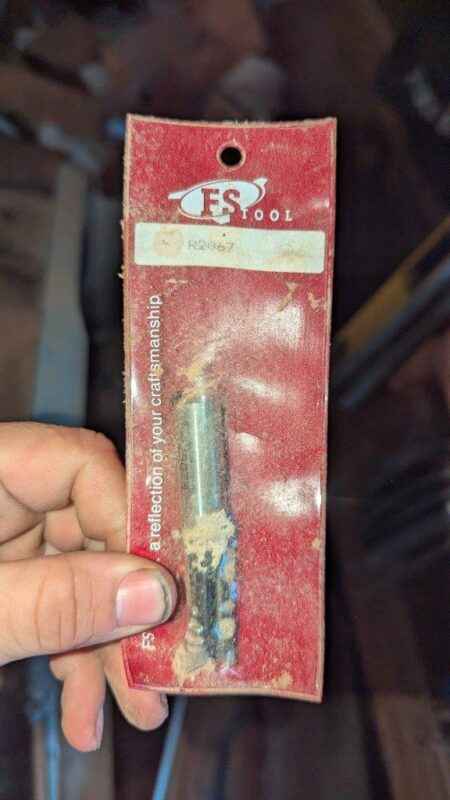 FS TOOL
R2067
FS a reflection of your craftsmanship